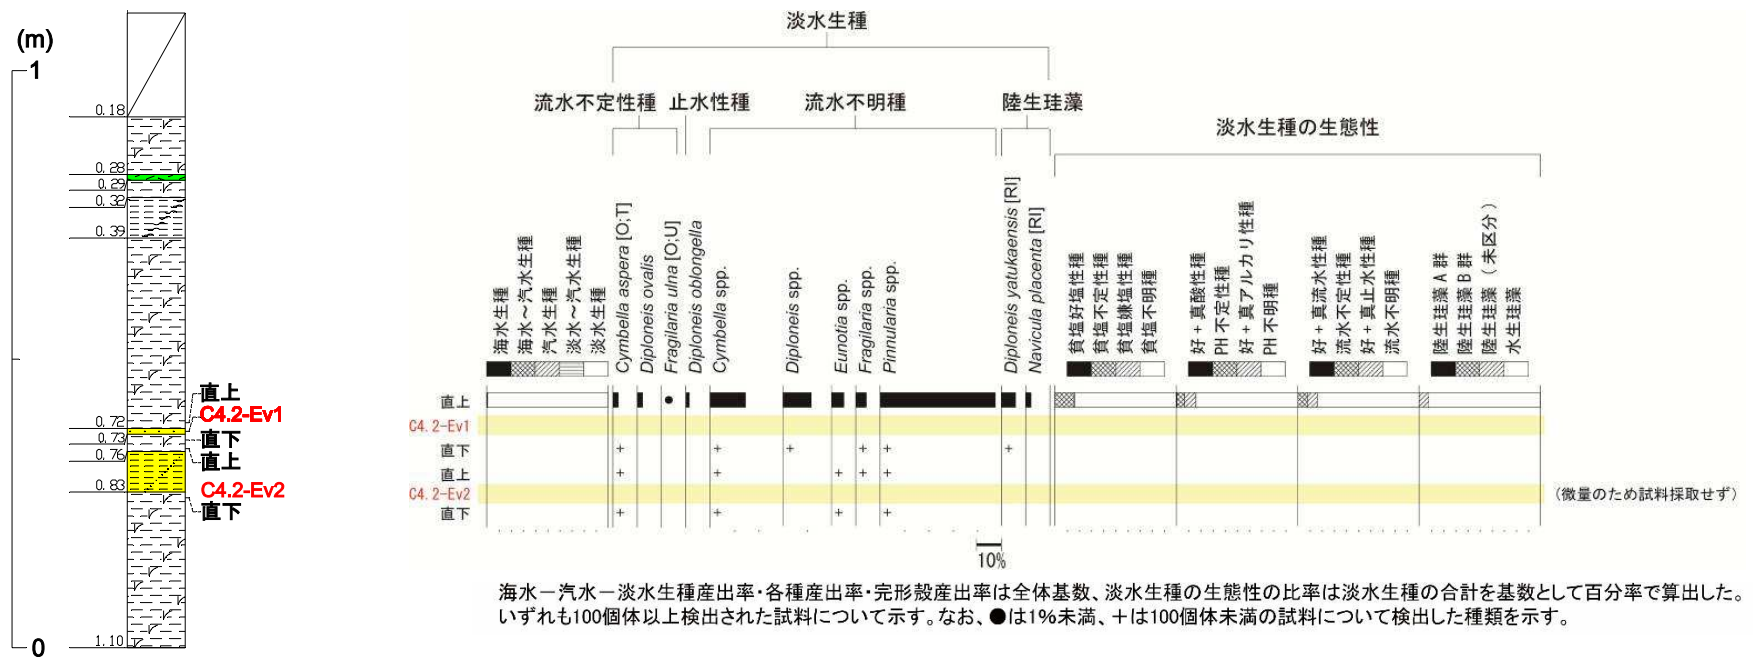 (m)
1
0.18
0.28
0.29
0.32
0.39
0.72
0.73
0.76
0.83
1.10
0
直上
C4.2-Ev1
直下
直上
C4.2-Ev2
直下
淡水生種
流水不定性種 止水性種 流水不明種 陸生珪藻
淡水生種の生態性
海水生種
海水～汽水生種
汽水生種
淡水～汽水生種
淡水生種
Cymbella aspera [O;T]
Diploneis ovalis
Fragilaria ulna [O;U]
Diploneis oblongella
Cymbella spp.
Diploneis spp.
Eunotia spp.
Fragilaria spp.
Pinnularia spp.
Diploneis yatukaensis [RI]
Navicula placenta [RI]
貧塩好塩性種
貧塩不定性種
貧塩嫌塩性種
貧塩不明種
好＋真酸性種
PH不定性種
好＋真アルカリ性種
PH不明種
好＋真流水性種
流水不定性種
好＋真止水性種
流水不明種
陸生珪藻A群
陸生珪藻B群
陸生珪藻（未区分）
水生珪藻
直上 ●
C4.2-Ev1
直下 + + + + + +
直上 + + + + +
C4.2-Ev2 (微量のため試料採取せず)
直下 + + + +
10%
海水－汽水－淡水生種産出率･各種産出率･完形殻産出率は全体基数、淡水生種の生態性の比率は淡水生種の合計を基数として百分率で算出した。
いずれも100個体以上検出された試料について示す。なお、●は1%未満、＋は100個体未満の試料について検出した種類を示す。